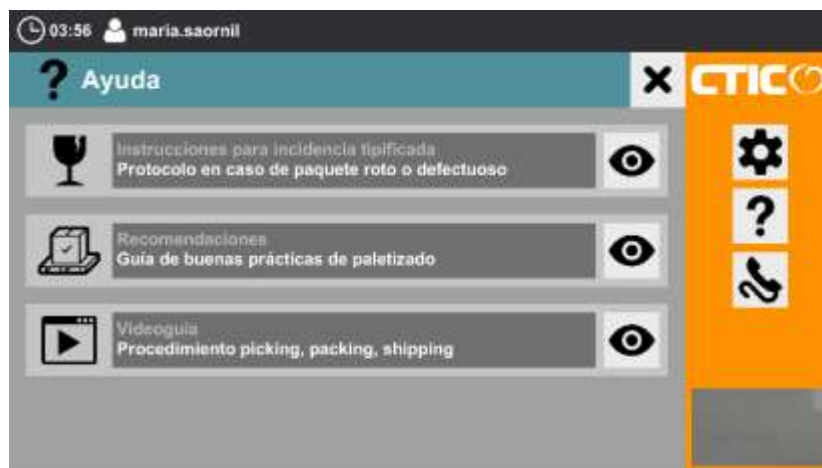 03:56 maria.saornil
? Ayuda
CTIC
Instrucciones para incidencia tipificada
Protocolo en caso de paquete roto o defectuoso
Recomendaciones
Guía de buenas prácticas de paletizado
Videoguía
Procedimiento picking, packing, shipping